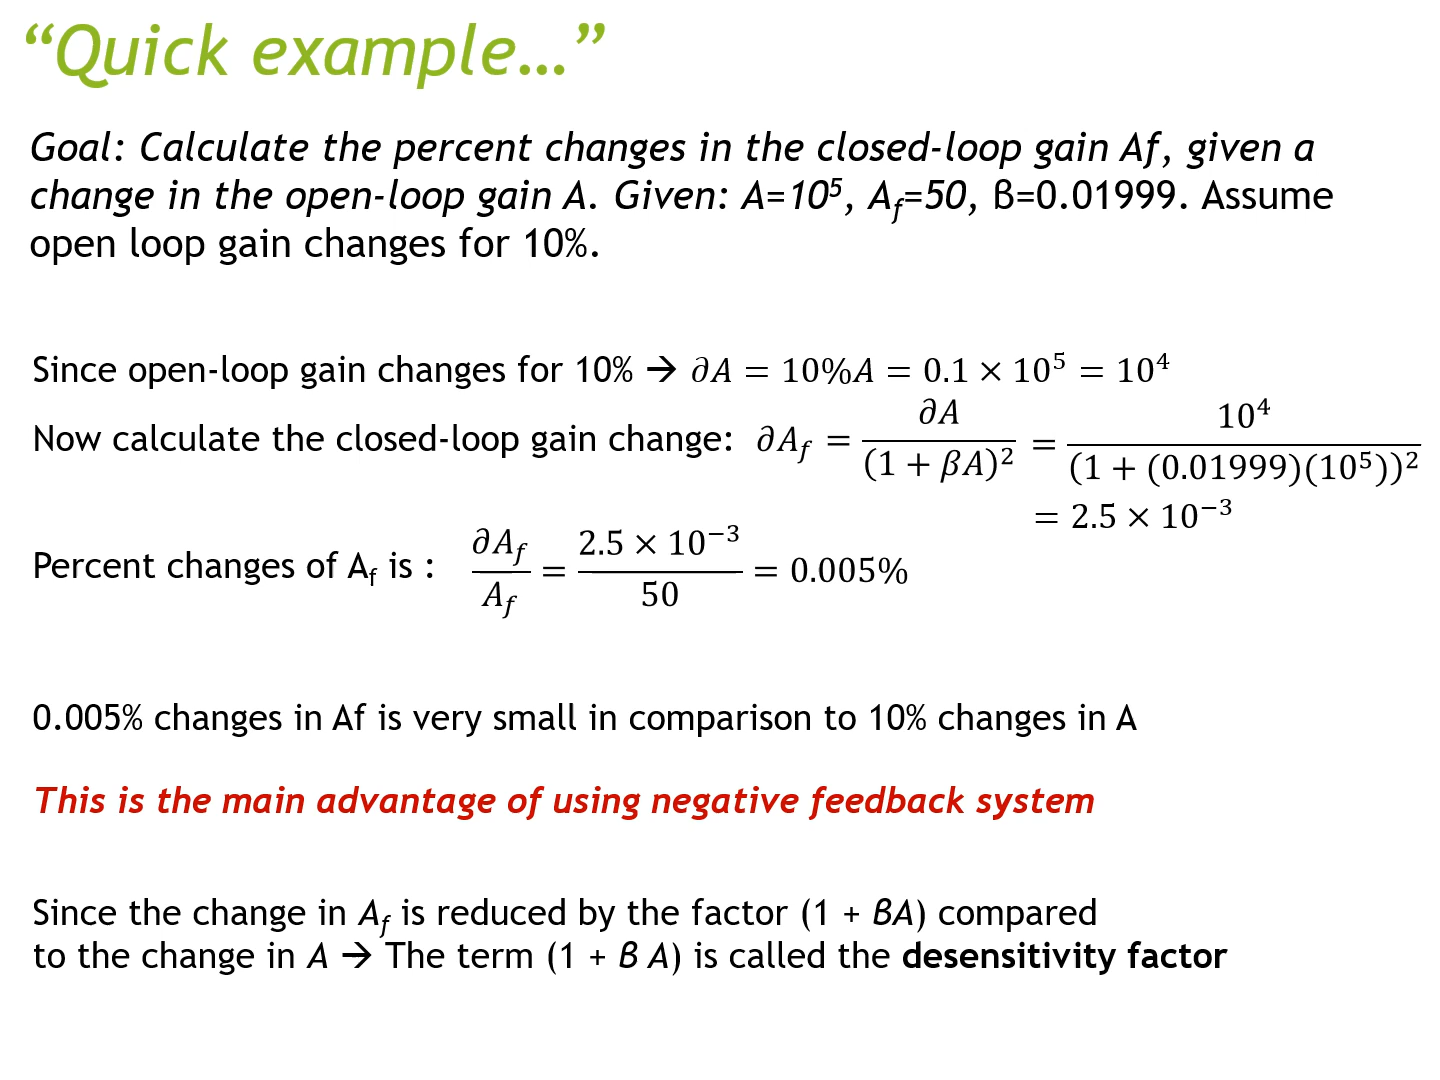 “Quick example…”
Goal: Calculate the percent changes in the closed-loop gain Af, given a
change in the open-loop gain A. Given: A=10⁵, A_f=50, β=0.01999. Assume
open loop gain changes for 10%.
Since open-loop gain changes for 10% → ∂A = 10%A = 0.1 × 10⁵ = 10⁴
Now calculate the closed-loop gain change: ∂A_f = ∂A / (1 + βA)² = 10⁴ / (1 + (0.01999)(10⁵))²
= 2.5 × 10⁻³
Percent changes of A_f is : ∂A_f / A_f = 2.5 × 10⁻³ / 50 = 0.005%
0.005% changes in Af is very small in comparison to 10% changes in A
This is the main advantage of using negative feedback system
Since the change in A_f is reduced by the factor (1 + βA) compared
to the change in A → The term (1 + β A) is called the desensitivity factor